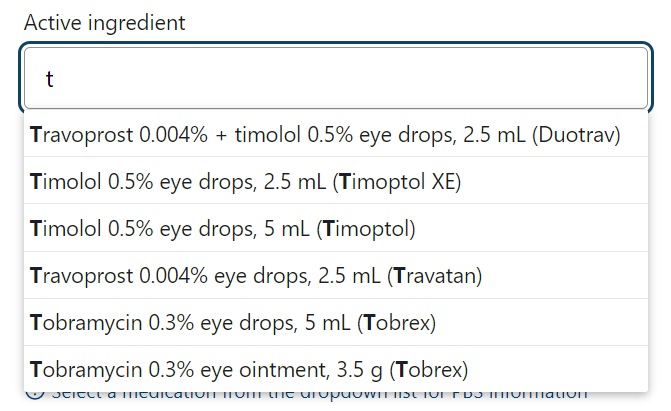 Active ingredient
t
Travoprost 0.004% + timolol 0.5% eye drops, 2.5 mL (Duotrav)
Timolol 0.5% eye drops, 2.5 mL (Timoptol XE)
Timolol 0.5% eye drops, 5 mL (Timoptol)
Travoprost 0.004% eye drops, 2.5 mL (Travatan)
Tobramycin 0.3% eye drops, 5 mL (Tobrex)
Tobramycin 0.3% eye ointment, 3.5 g (Tobrex)
Select a medication from the dropdown list for PBS information